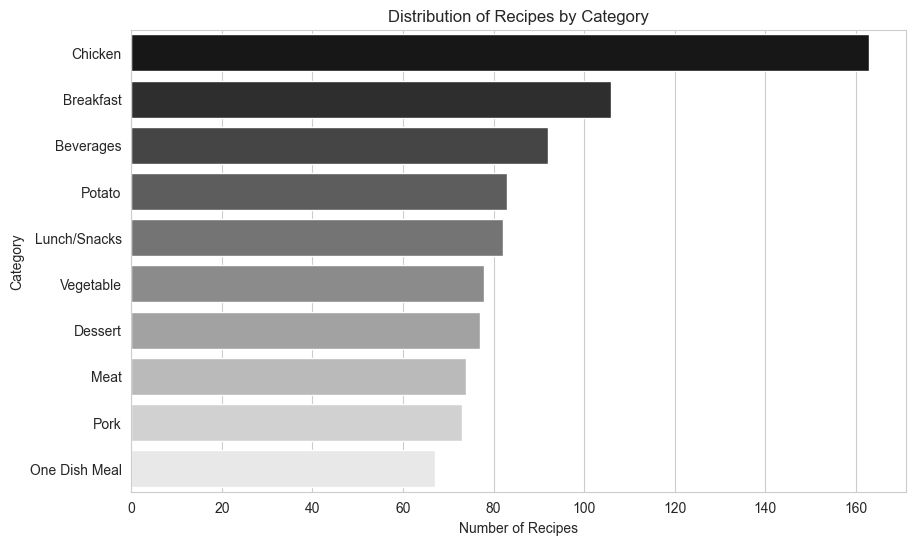 Distribution of Recipes by Category
Chicken
Breakfast
Beverages
Potato
Lunch/Snacks
Vegetable
Dessert
Meat
Pork
One Dish Meal
Category
0 20 40 60 80 100 120 140 160
Number of Recipes